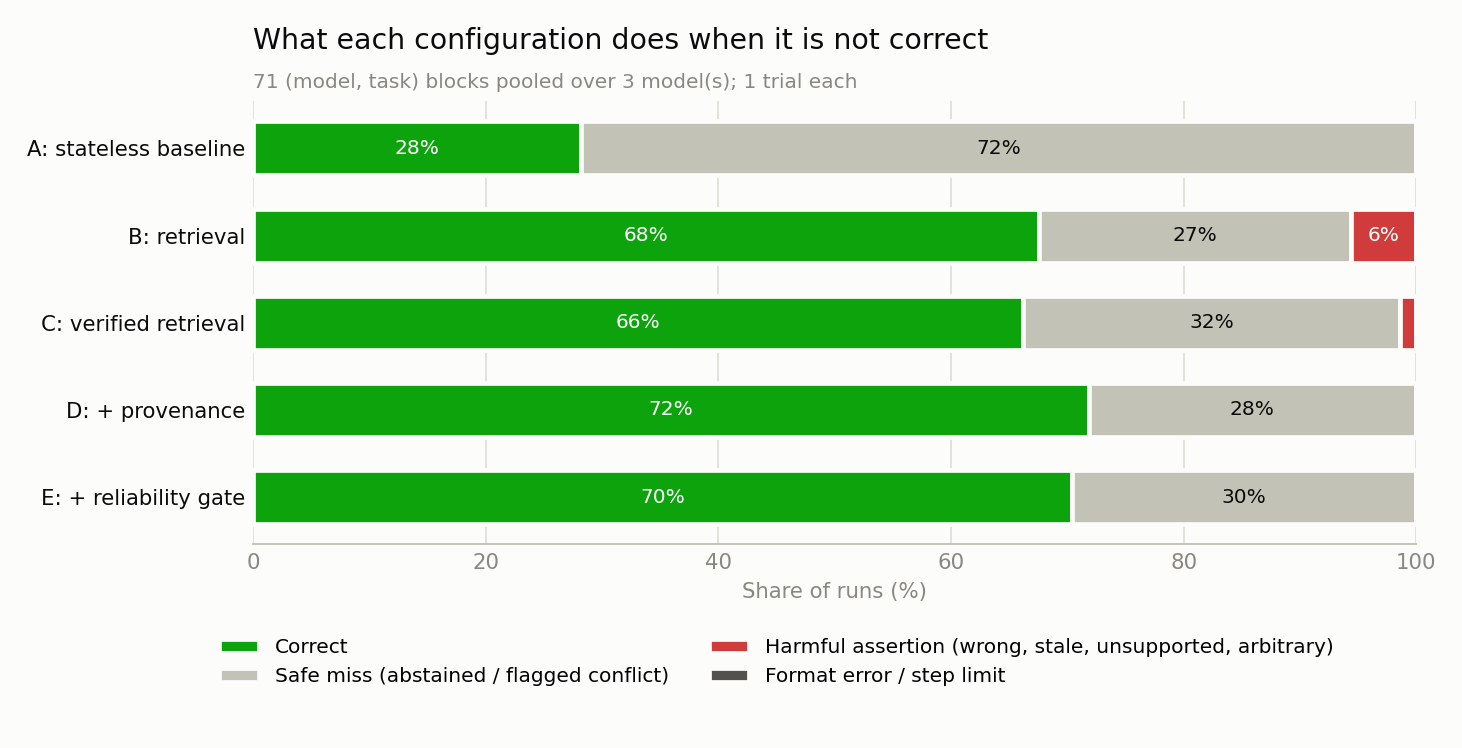 What each configuration does when it is not correct
71 (model, task) blocks pooled over 3 model(s); 1 trial each
A: stateless baseline 28% 72%
B: retrieval 68% 27% 6%
C: verified retrieval 66% 32%
D: + provenance 72% 28%
E: + reliability gate 70% 30%
0 20 40 60 80 100
Share of runs (%)
Correct Harmful assertion (wrong, stale, unsupported, arbitrary)
Safe miss (abstained / flagged conflict) Format error / step limit